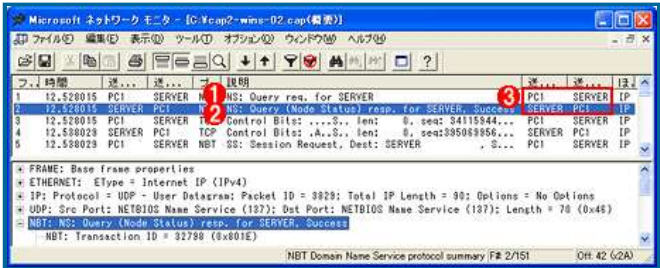 Microsoft ネットワーク モニタ - [G:¥cap2-wins-02.cap(概要)]
ファイル(F) 編集(E) 表示(D) ツール(T) オプション(O) ウィンドウ(W) ヘルプ(H)
フ... 時間 送... 送... プ... 説明 送... 送... ほ.
1 12.528015 PC1 SERVER NS: Query req. for SERVER PC1 SERVER IP
2 12.528015 SERVER PC1 NS: Query (Node Status) resp. for SERVER, Success SERVER PC1 IP
3 12.528015 PC1 SERVER Control Bits: ....S., len: 0, seq: 34115944... PC1 SERVER IP
4 12.538029 SERVER PC1 TCP Control Bits: .A..S., len: 0, seq:395069956... SERVER PC1 IP
5 12.538029 PC1 SERVER NBT SS: Session Request, Dest: SERVER , S... PC1 SERVER IP
1
2
3
FRAME: Base frame properties
ETHERNET: EType = Internet IP (IPv4)
IP: Protocol = UDP - User Datagram; Packet ID = 3829; Total IP Length = 90; Options = No Options
UDP: Src Port: NETBIOS Name Service (137); Dst Port: NETBIOS Name Service (137); Length = 70 (0x46)
NBT: NS: Query (Node Status) resp. for SERVER, Success
NBT: Transaction ID = 32798 (0x801E)
NBT Domain Name Service protocol summary F#: 2/151 Off: 42 (x2A)